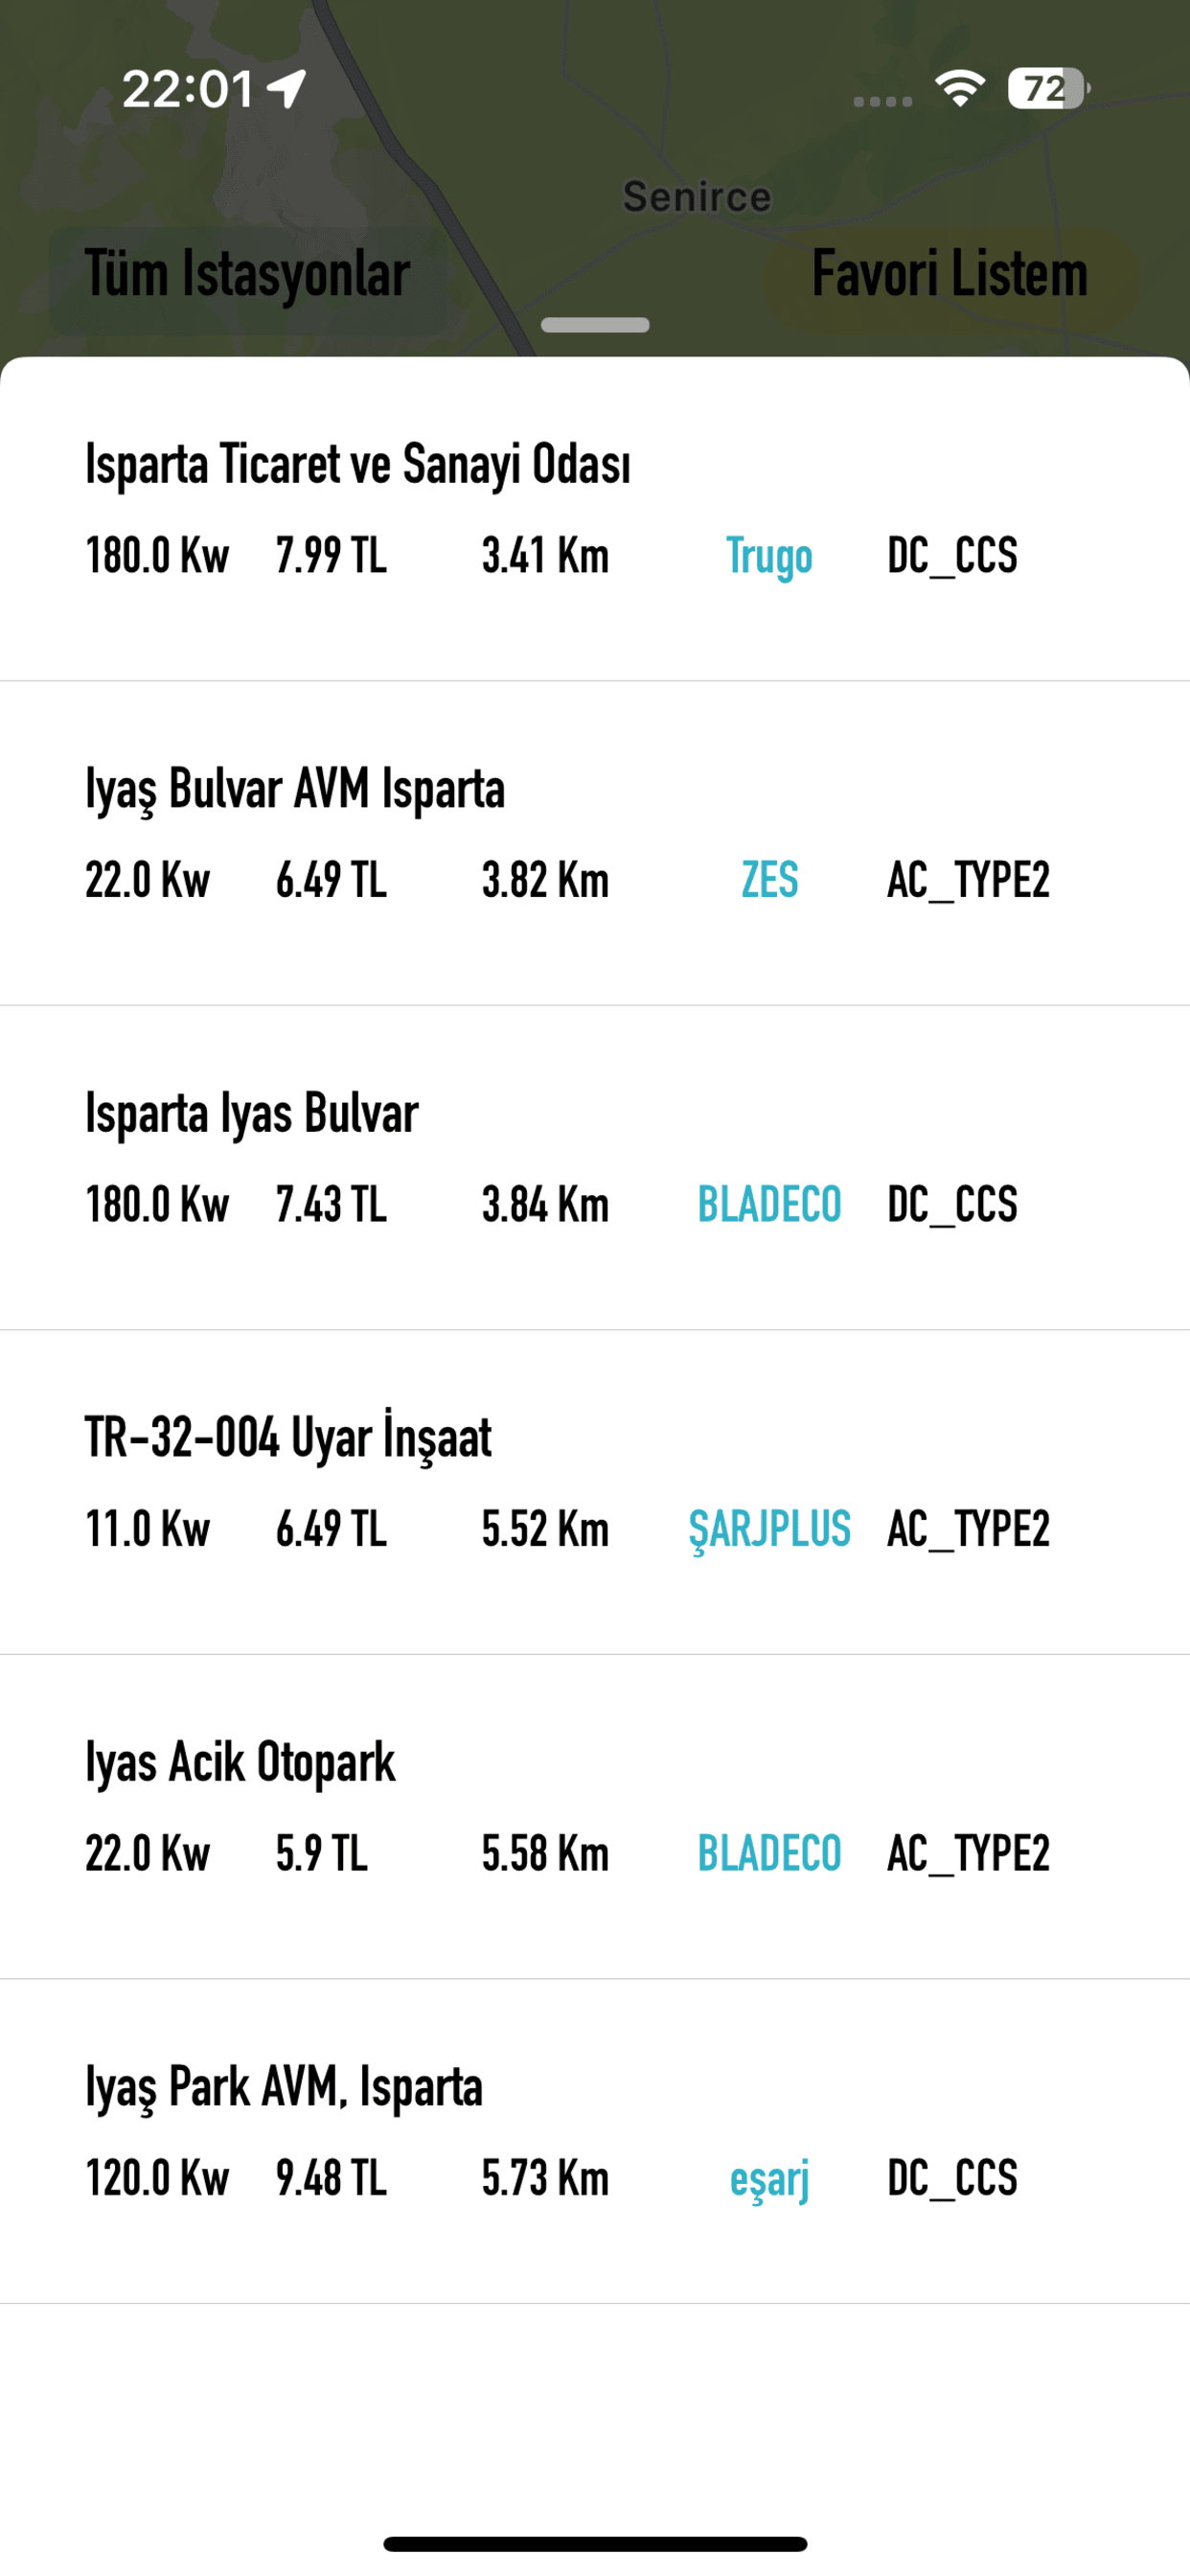 22:01
72
Senirce
Tüm Istasyonlar Favori Listem
Isparta Ticaret ve Sanayi Odası
180.0 Kw 7.99 TL 3.41 Km Trugo DC_CCS
Iyaş Bulvar AVM Isparta
22.0 Kw 6.49 TL 3.82 Km ZES AC_TYPE2
Isparta Iyas Bulvar
180.0 Kw 7.43 TL 3.84 Km BLADECO DC_CCS
TR-32-004 Uyar İnşaat
11.0 Kw 6.49 TL 5.52 Km ŞARJPLUS AC_TYPE2
Iyas Acik Otopark
22.0 Kw 5.9 TL 5.58 Km BLADECO AC_TYPE2
Iyaş Park AVM, Isparta
120.0 Kw 9.48 TL 5.73 Km eşarj DC_CCS